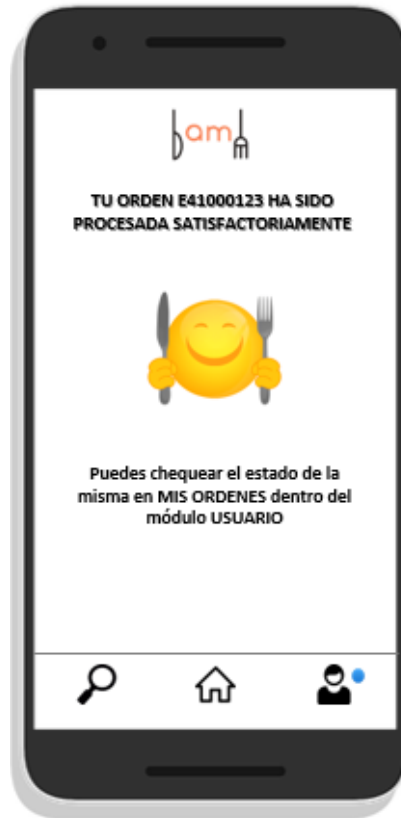 bam
TU ORDEN E41000123 HA SIDO
PROCESADA SATISFACTORIAMENTE
Puedes chequear el estado de la
misma en MIS ORDENES dentro del
módulo USUARIO